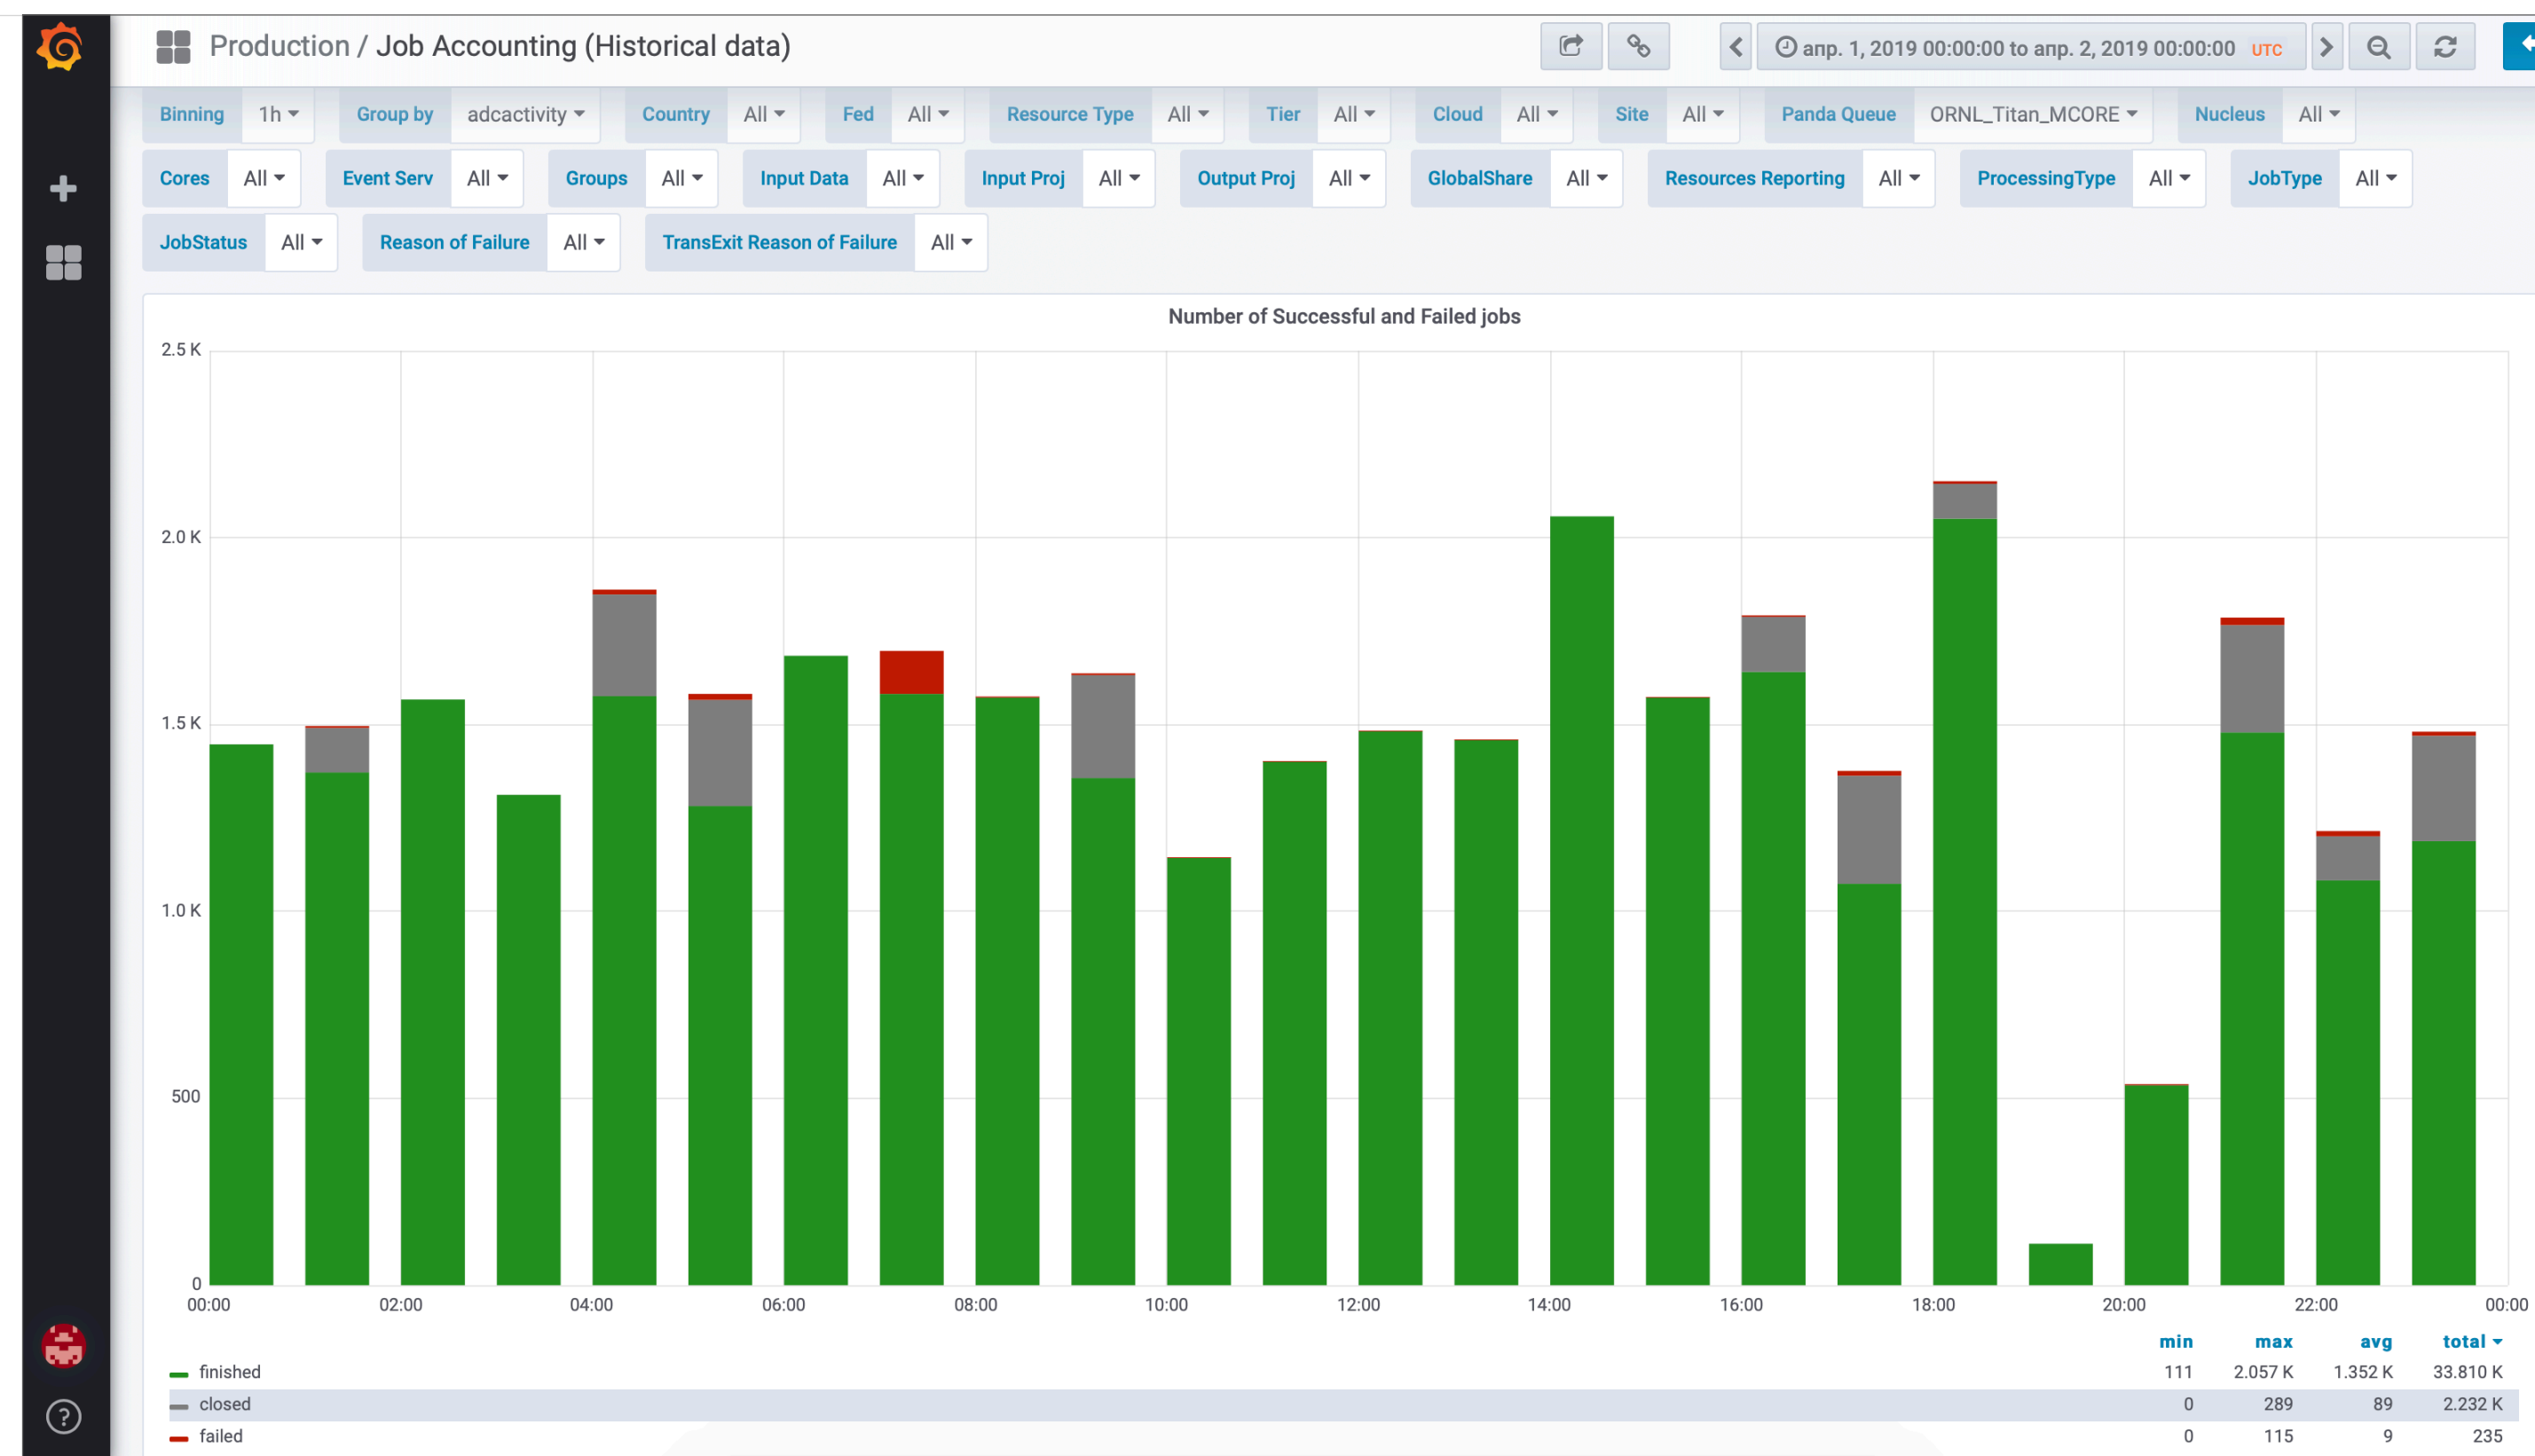 Production / Job Accounting (Historical data)
апр. 1, 2019 00:00:00 to апр. 2, 2019 00:00:00 UTC
Binning 1h Group by adcactivity Country All Fed All Resource Type All Tier All Cloud All Site All Panda Queue ORNL_Titan_MCORE Nucleus All
Cores All Event Serv All Groups All Input Data All Input Proj All Output Proj All GlobalShare All Resources Reporting All ProcessingType All JobType All
JobStatus All Reason of Failure All TransExit Reason of Failure All
Number of Successful and Failed jobs
2.5 K
2.0 K
1.5 K
1.0 K
500
0
00:00 02:00 04:00 06:00 08:00 10:00 12:00 14:00 16:00 18:00 20:00 22:00 00:00
min max avg total
finished 111 2.057 K 1.352 K 33.810 K
closed 0 289 89 2.232 K
failed 0 115 9 235